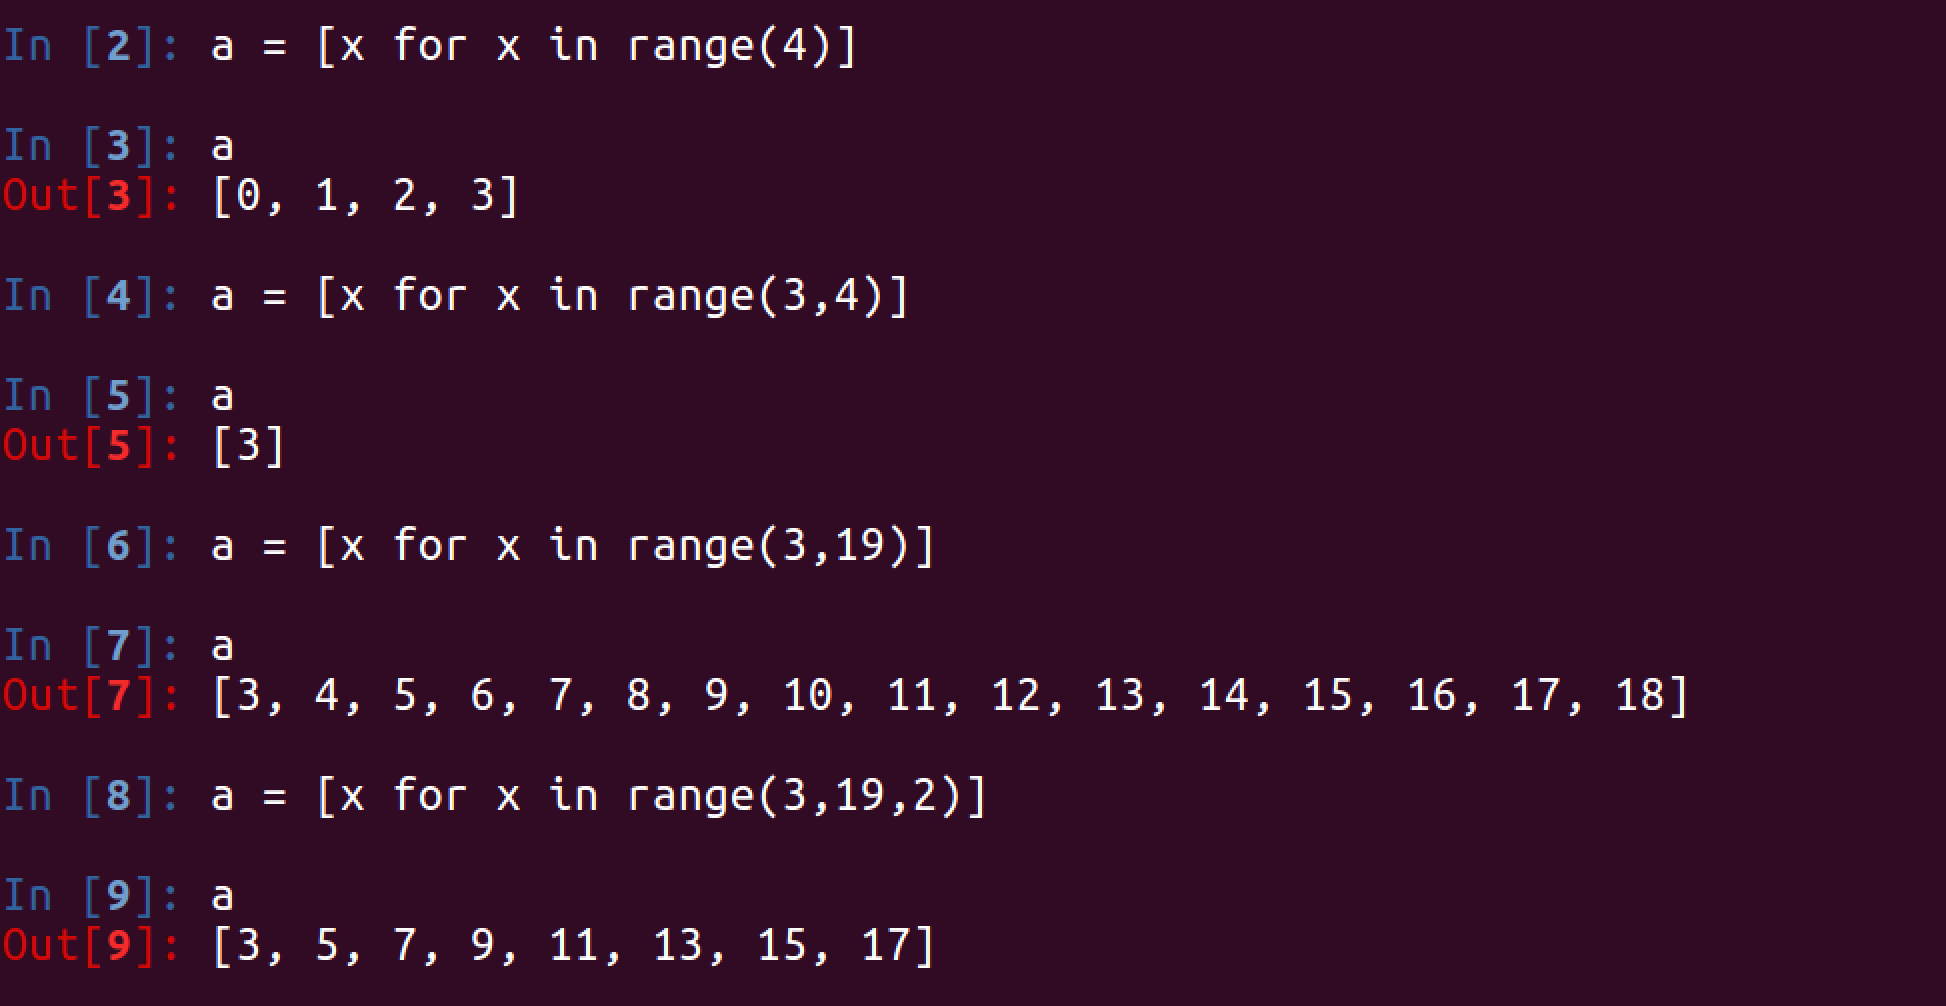 In [2]: a = [x for x in range(4)]
In [3]: a
Out[3]: [0, 1, 2, 3]
In [4]: a = [x for x in range(3,4)]
In [5]: a
Out[5]: [3]
In [6]: a = [x for x in range(3,19)]
In [7]: a
Out[7]: [3, 4, 5, 6, 7, 8, 9, 10, 11, 12, 13, 14, 15, 16, 17, 18]
In [8]: a = [x for x in range(3,19,2)]
In [9]: a
Out[9]: [3, 5, 7, 9, 11, 13, 15, 17]